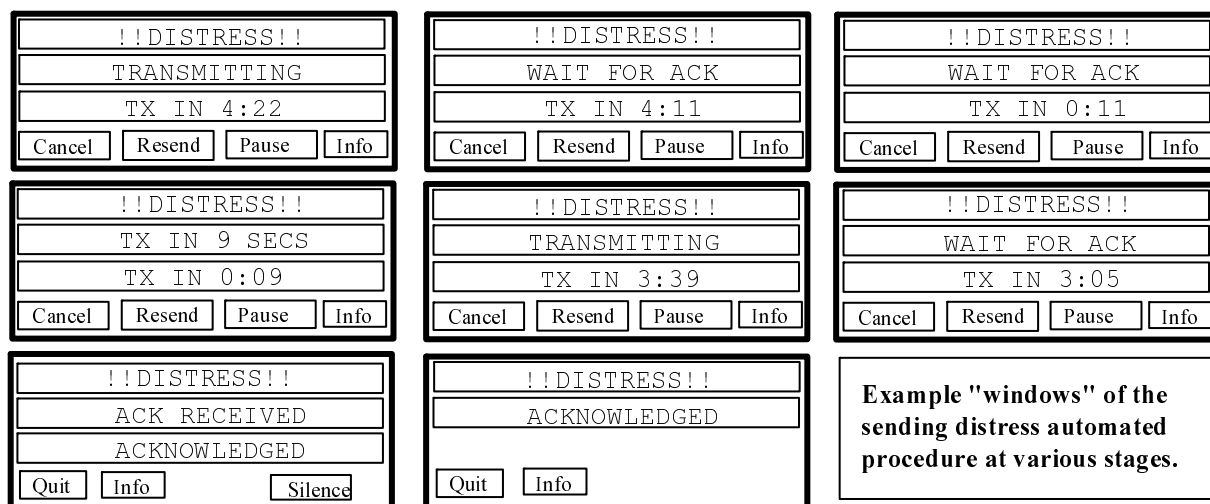 !!DISTRESS!!
TRANSMITTING
TX IN 4:22
Cancel Resend Pause Info
!!DISTRESS!!
WAIT FOR ACK
TX IN 4:11
Cancel Resend Pause Info
!!DISTRESS!!
WAIT FOR ACK
TX IN 0:11
Cancel Resend Pause Info
!!DISTRESS!!
TX IN 9 SECS
TX IN 0:09
Cancel Resend Pause Info
!!DISTRESS!!
TRANSMITTING
TX IN 3:39
Cancel Resend Pause Info
!!DISTRESS!!
WAIT FOR ACK
TX IN 3:05
Cancel Resend Pause Info
!!DISTRESS!!
ACK RECEIVED
ACKNOWLEDGED
Quit Info Silence
!!DISTRESS!!
ACKNOWLEDGED
Quit Info
Example "windows" of the
sending distress automated
procedure at various stages.